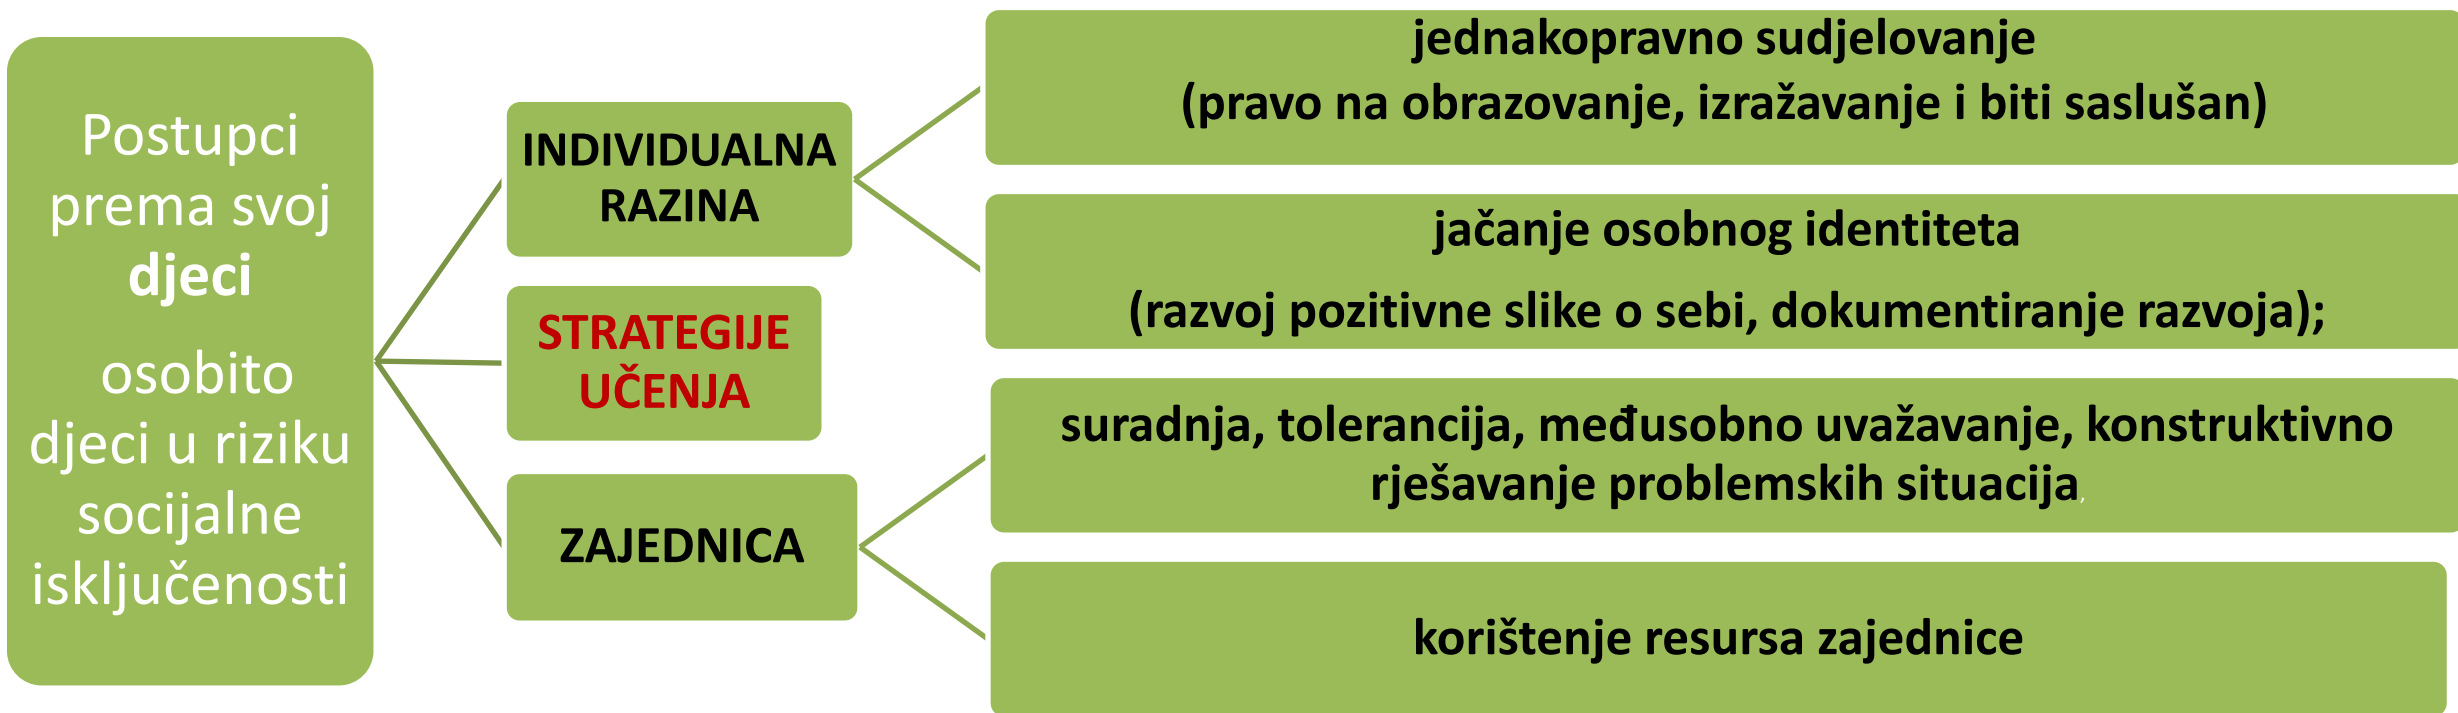 Postupci
prema svoj
djeci
osobito
djeci u riziku
socijalne
isključenosti
INDIVIDUALNA
RAZINA
STRATEGIJE
UČENJA
ZAJEDNICA
jednakopravno sudjelovanje
(pravo na obrazovanje, izražavanje i biti saslušan)
jačanje osobnog identiteta
(razvoj pozitivne slike o sebi, dokumentiranje razvoja);
suradnja, tolerancija, međusobno uvažavanje, konstruktivno
rješavanje problemskih situacija,
korištenje resursa zajednice